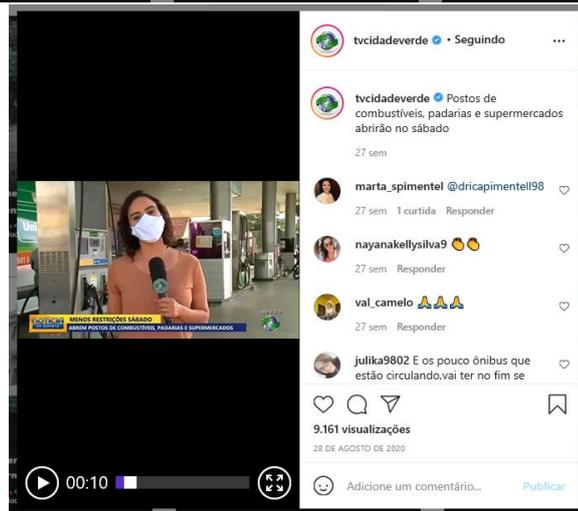 tvcidadeverde • Seguindo
tvcidadeverde Postos de
combustíveis, padarias e supermercados
abrirão no sábado
27 sem
marta_spimentel @dricapimentell98
27 sem 1 curtida Responder
nayanakellysilva9 👏👏
27 sem Responder
val_camelo 🙏🙏🙏
27 sem Responder
julika9802 E os pouco ônibus que
estão circulando,vai ter no fim se
9.161 visualizações
28 DE AGOSTO DE 2020
Adicione um comentário... Publicar
MENOS RESTRIÇÕES SÁBADO
ABREM POSTOS DE COMBUSTÍVEIS, PADARIAS E SUPERMERCADOS
NOTÍCIA
00:10